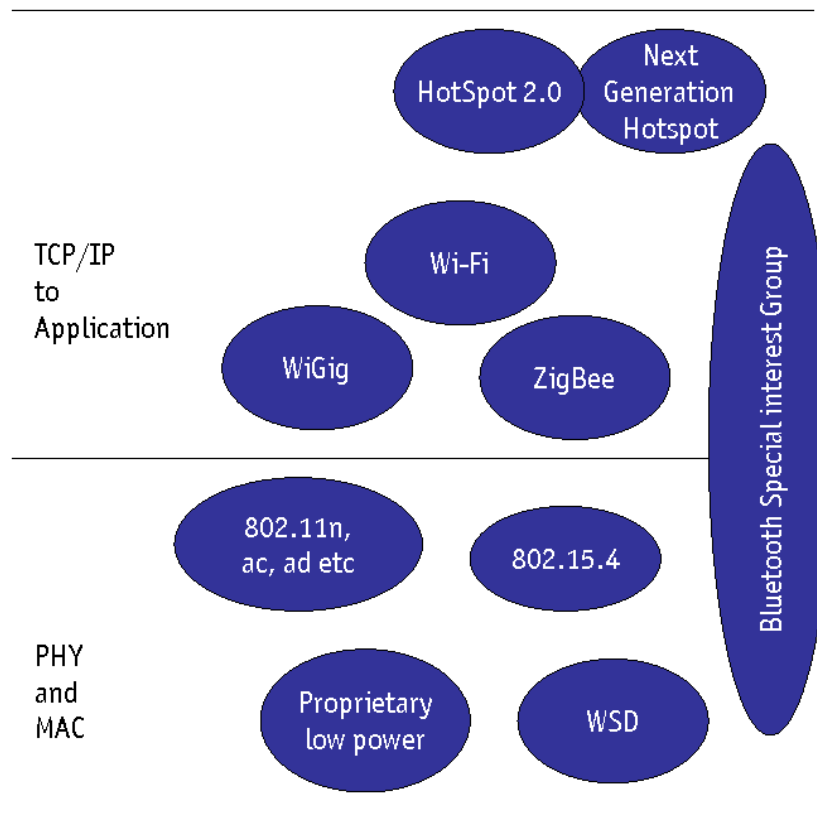 HotSpot 2.0
Next
Generation
Hotspot
TCP/IP
to
Application
Wi-Fi
WiGig
ZigBee
Bluetooth Special interest Group
802.11n,
ac, ad etc
802.15.4
PHY
and
MAC
Proprietary
low power
WSD